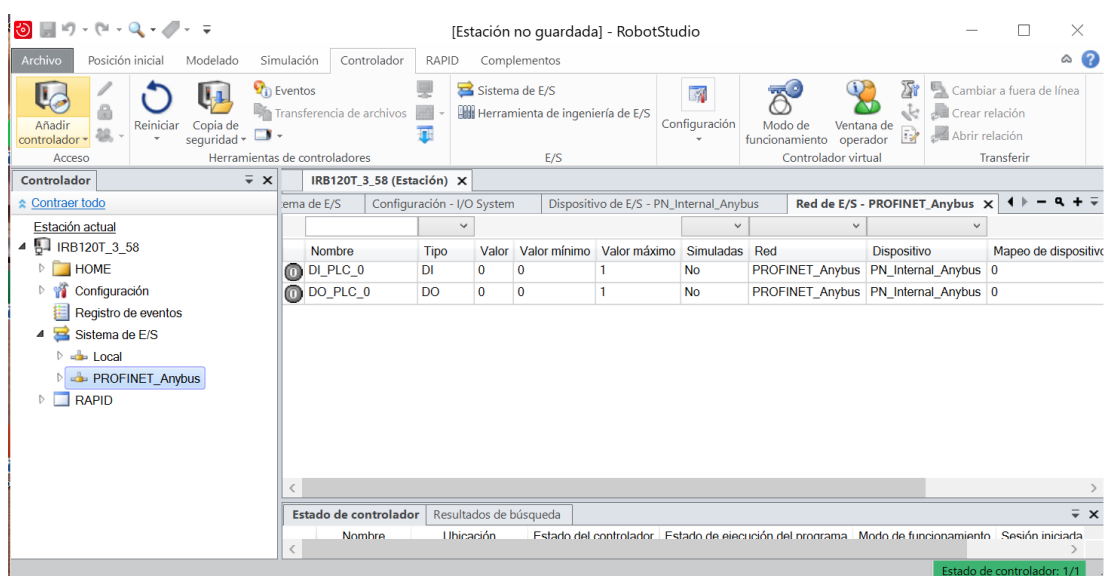 [Estación no guardada] - RobotStudio
Archivo Posición inicial Modelado Simulación Controlador RAPID Complementos
Añadir controlador
Reiniciar
Copia de seguridad
Eventos
Transferencia de archivos
Sistema de E/S
Herramienta de ingeniería de E/S
Configuración
Modo de funcionamiento
Ventana de operador
Cambiar a fuera de línea
Crear relación
Abrir relación
Acceso Herramientas de controladores E/S Controlador virtual Transferir
Controlador
Contraer todo
Estación actual
IRB120T_3_58
HOME
Configuración
Registro de eventos
Sistema de E/S
Local
PROFINET_Anybus
RAPID
IRB120T_3_58 (Estación)
ema de E/S Configuración - I/O System Dispositivo de E/S - PN_Internal_Anybus Red de E/S - PROFINET_Anybus
Nombre Tipo Valor Valor mínimo Valor máximo Simuladas Red Dispositivo Mapeo de dispositivo
DI_PLC_0 DI 0 0 1 No PROFINET_Anybus PN_Internal_Anybus 0
DO_PLC_0 DO 0 0 1 No PROFINET_Anybus PN_Internal_Anybus 0
Estado de controlador Resultados de búsqueda
Nombre Ubicación Estado del controlador Estado de ejecución del programa Modo de funcionamiento Sesión iniciada
Estado de controlador: 1/1